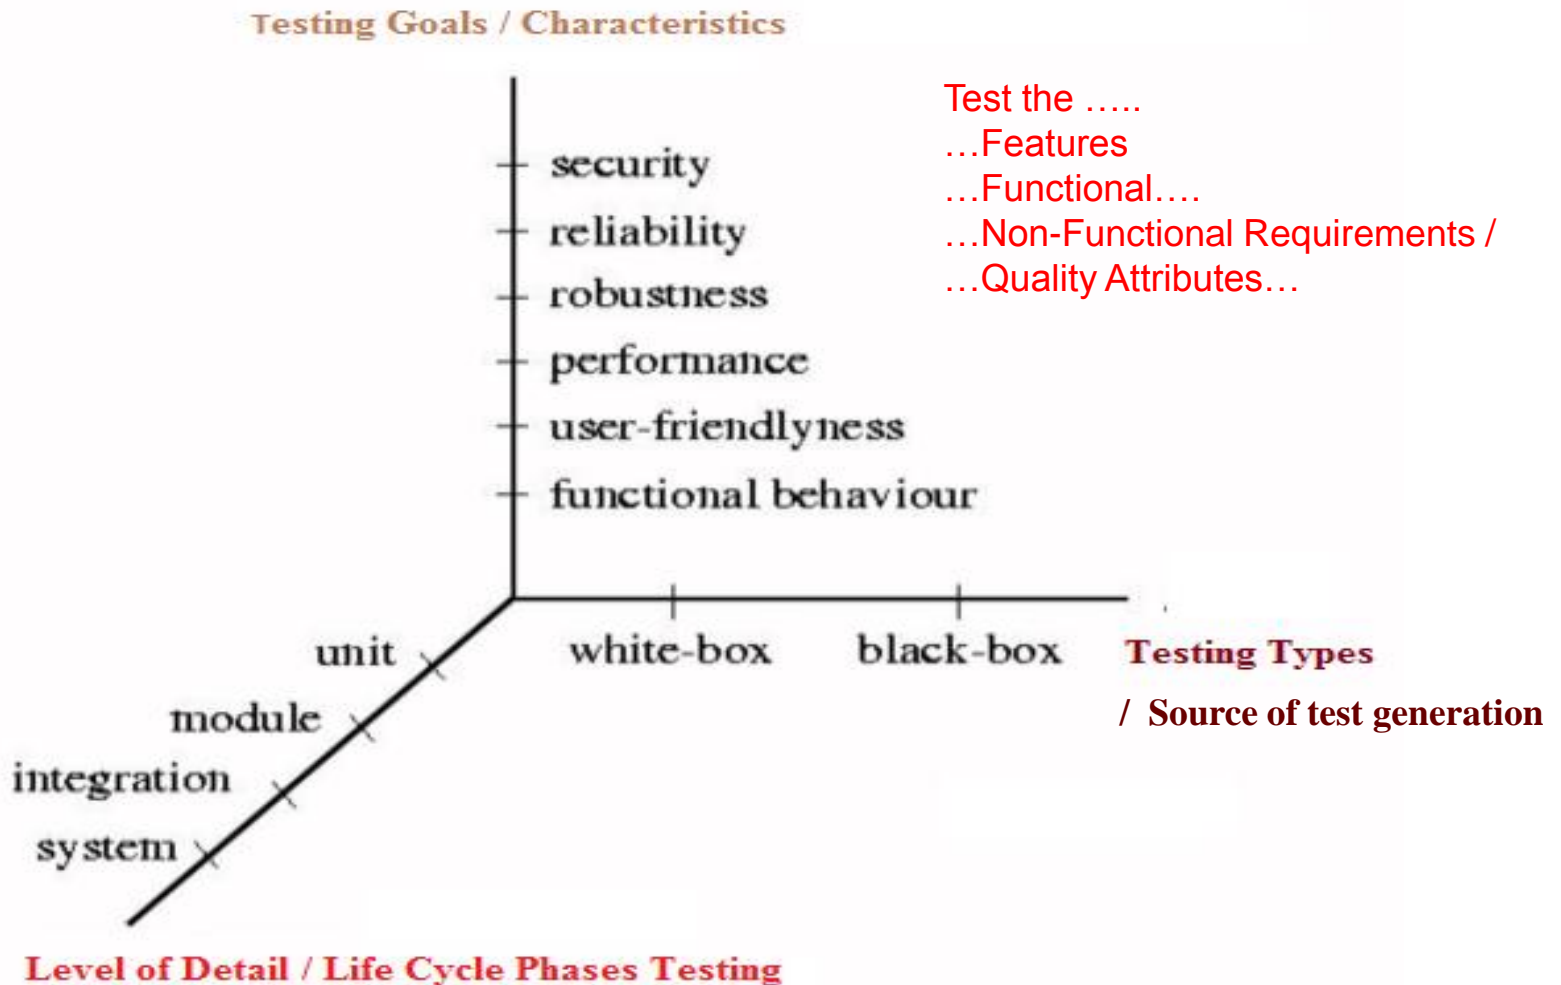 Testing Goals / Characteristics
Test the …..
…Features
…Functional….
…Non-Functional Requirements /
…Quality Attributes…
security
reliability
robustness
performance
user-friendlyness
functional behaviour
white-box
black-box
Testing Types
/ Source of test generation
unit
module
integration
system
Level of Detail / Life Cycle Phases Testing